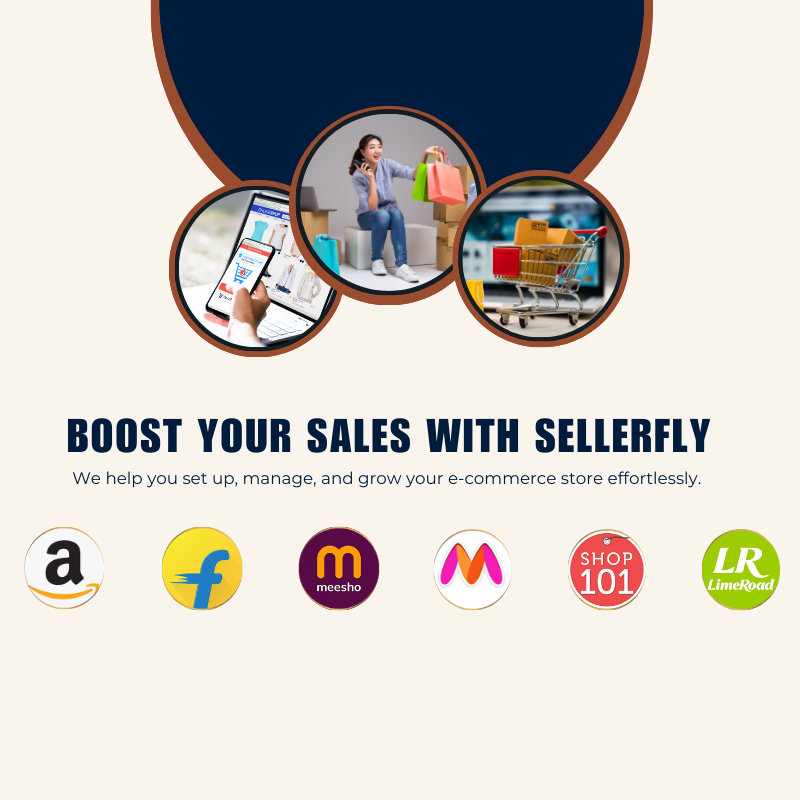 BOOST YOUR SALES WITH SELLERFLY
We help you set up, manage, and grow your e-commerce store effortlessly.
a
f
m
meesho
SHOP
101
LR
LimeRoad